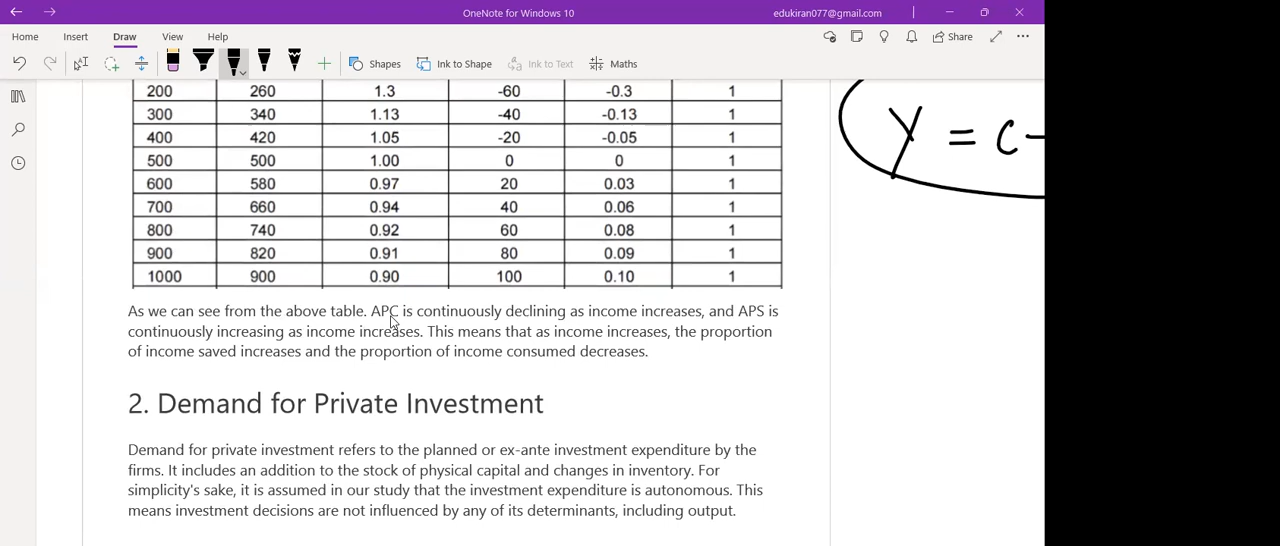 OneNote for Windows 10
edukiran077@gmail.com
Home Insert Draw View Help
Share
Shapes Ink to Shape Ink to Text Maths
200 260 1.3 -60 -0.3 1
300 340 1.13 -40 -0.13 1
400 420 1.05 -20 -0.05 1
500 500 1.00 0 0 1
600 580 0.97 20 0.03 1
700 660 0.94 40 0.06 1
800 740 0.92 60 0.08 1
900 820 0.91 80 0.09 1
1000 900 0.90 100 0.10 1
Y = C -
As we can see from the above table. APC is continuously declining as income increases, and APS is
continuously increasing as income increases. This means that as income increases, the proportion
of income saved increases and the proportion of income consumed decreases.
2. Demand for Private Investment
Demand for private investment refers to the planned or ex-ante investment expenditure by the
firms. It includes an addition to the stock of physical capital and changes in inventory. For
simplicity's sake, it is assumed in our study that the investment expenditure is autonomous. This
means investment decisions are not influenced by any of its determinants, including output.